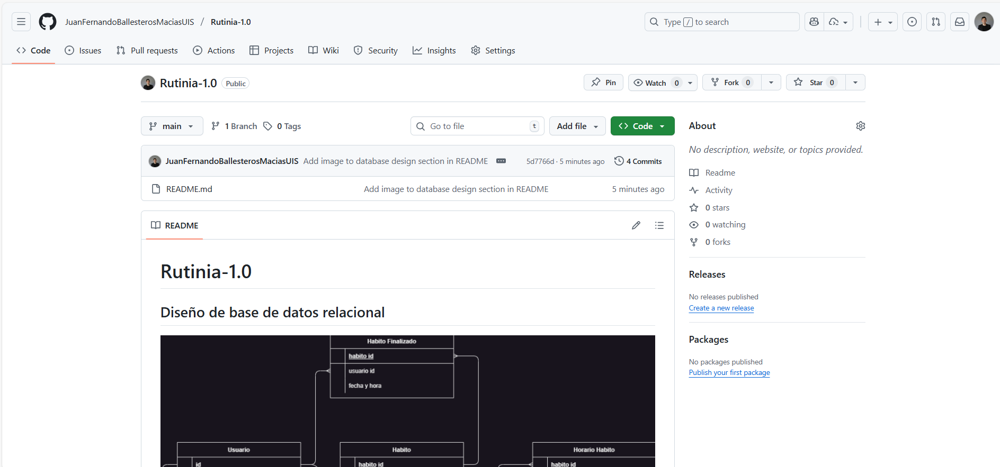 JuanFernandoBallesterosMaciasUIS / Rutinia-1.0
Type / to search
Code
Issues
Pull requests
Actions
Projects
Wiki
Security
Insights
Settings
Rutinia-1.0 Public
Pin
Watch 0
Fork 0
Star 0
main
1 Branch
0 Tags
Go to file t
Add file
Code
JuanFernandoBallesterosMaciasUIS Add image to database design section in README
5d7766d · 5 minutes ago
4 Commits
README.md Add image to database design section in README 5 minutes ago
README
Rutinia-1.0
Diseño de base de datos relacional
Habito Finalizado
habito id
usuario id
fecha y hora
Usuario
id
Habito
habito id
Horario Habito
habito id
About
No description, website, or topics provided.
Readme
Activity
0 stars
0 watching
0 forks
Releases
No releases published
Create a new release
Packages
No packages published
Publish your first package